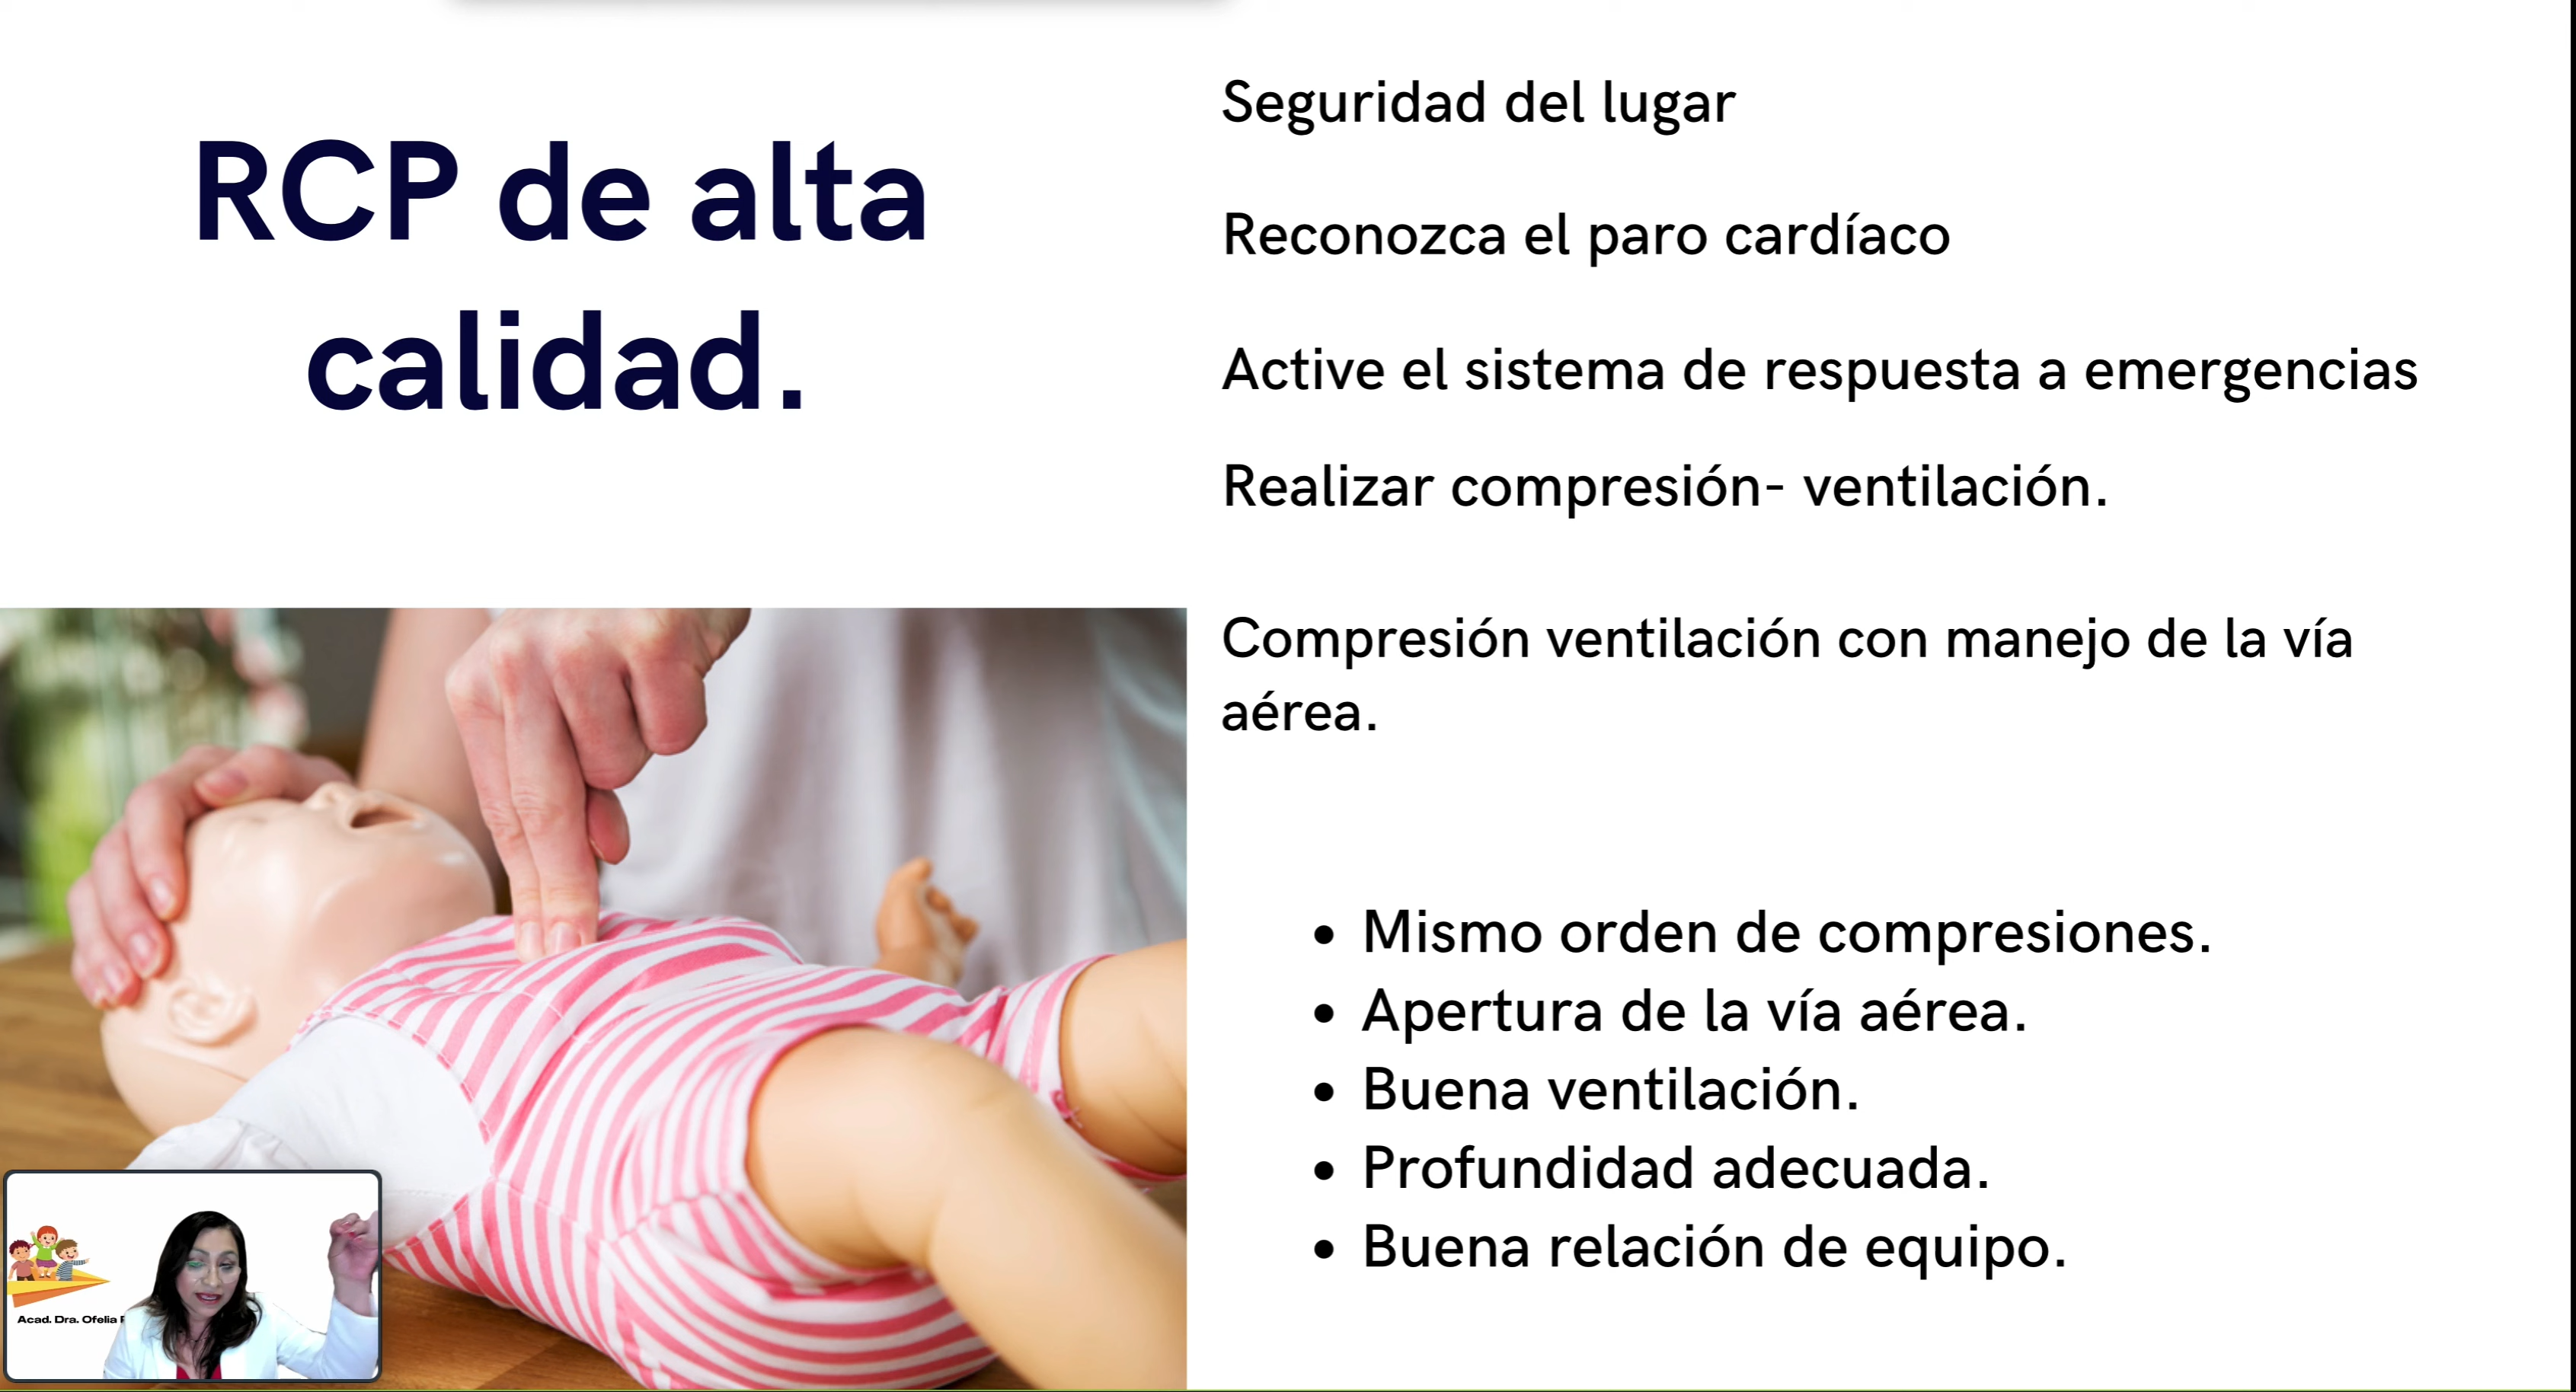 RCP de alta
calidad.
Seguridad del lugar
Reconozca el paro cardíaco
Active el sistema de respuesta a emergencias
Realizar compresión- ventilación.
Compresión ventilación con manejo de la vía
aérea.
• Mismo orden de compresiones.
• Apertura de la vía aérea.
• Buena ventilación.
• Profundidad adecuada.
• Buena relación de equipo.
Acad. Dra. Ofelia